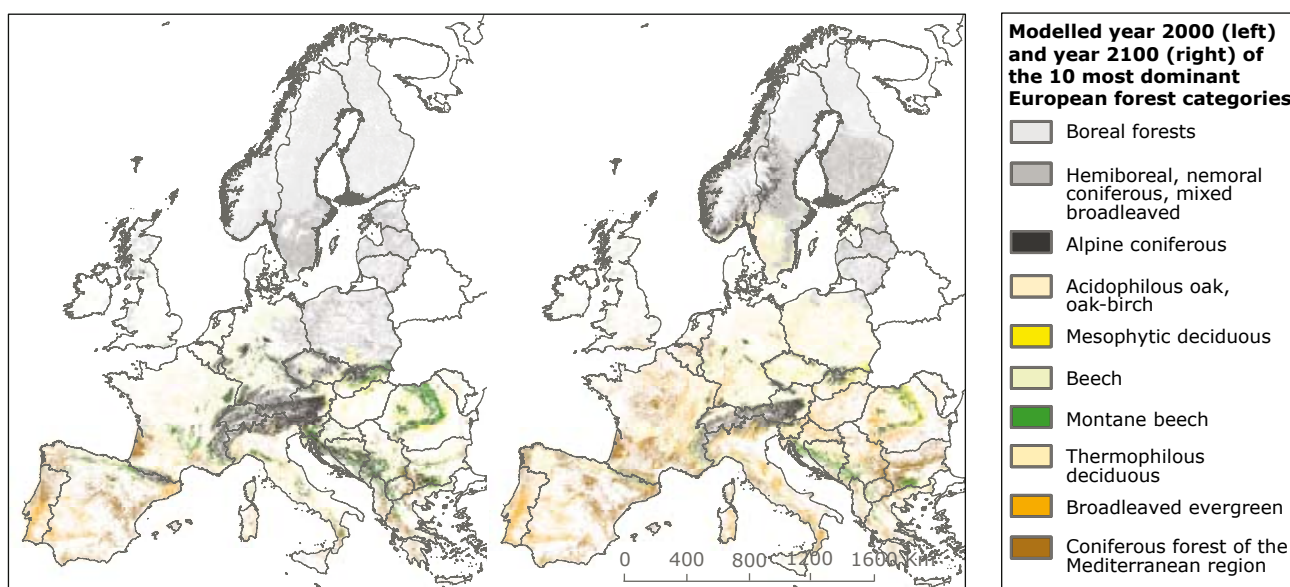 Modelled year 2000 (left)
and year 2100 (right) of
the 10 most dominant
European forest categories
Boreal forests
Hemiboreal, nemoral
coniferous, mixed
broadleaved
Alpine coniferous
Acidophilous oak,
oak-birch
Mesophytic deciduous
Beech
Montane beech
Thermophilous
deciduous
Broadleaved evergreen
Coniferous forest of the
Mediterranean region
0 400 800 1200 1600 Km